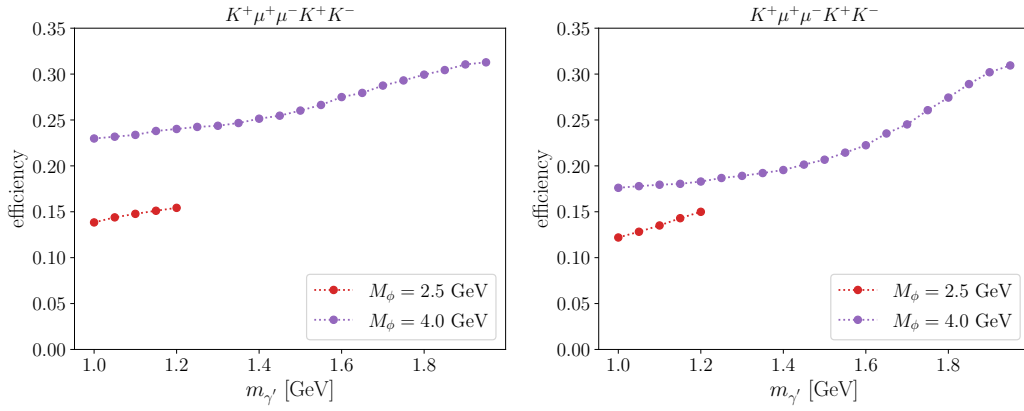 K⁺μ⁺μ⁻K⁺K⁻
0.35
0.30
0.25
0.20
0.15
0.10
0.05
0.00
efficiency
1.0 1.2 1.4 1.6 1.8
m_γ′ [GeV]
M_ϕ = 2.5 GeV
M_ϕ = 4.0 GeV
K⁺μ⁺μ⁻K⁺K⁻
0.35
0.30
0.25
0.20
0.15
0.10
0.05
0.00
efficiency
1.0 1.2 1.4 1.6 1.8
m_γ′ [GeV]
M_ϕ = 2.5 GeV
M_ϕ = 4.0 GeV